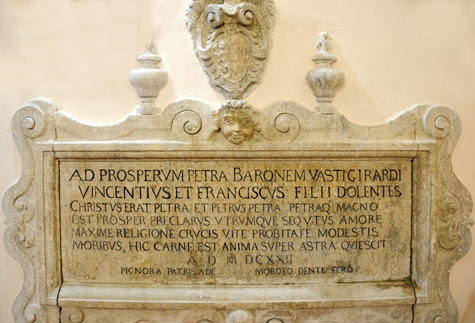 AD PROSPERVM PETRA BARONEM VASTIGIRARDI
VINCENTIVS ET FRANCISCVS FILII DOLENTES
CHRISTVS ERAT PETRA ET PETRVS PETRA PETRAQ MAGNO
EST PROSPER PRECLARVS VTRVMQVE SEQVTVS AMORE
MAXIME RELIGIONE CRVCIS VITE PROBITATE MODESTIS
MORIBVS, HIC CARNE EST ANIMA SVPER ASTRA QVIESCIT
A D M DCXXII
PIGNORA PATRIS ADE MORDEO DENTE FERO